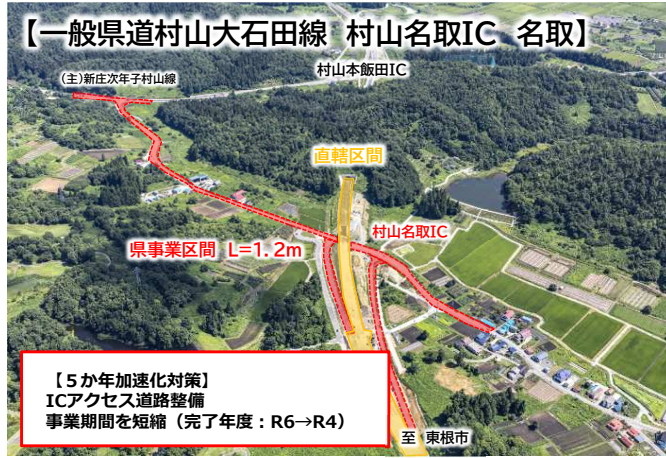 【一般県道村山大石田線 村山名取IC 名取】
(主)新庄次年子村山線
村山本飯田IC
直轄区間
村山名取IC
県事業区間 L=1.2m
【５か年加速化対策】
ICアクセス道路整備
事業期間を短縮（完了年度：R6→R4）
至 東根市